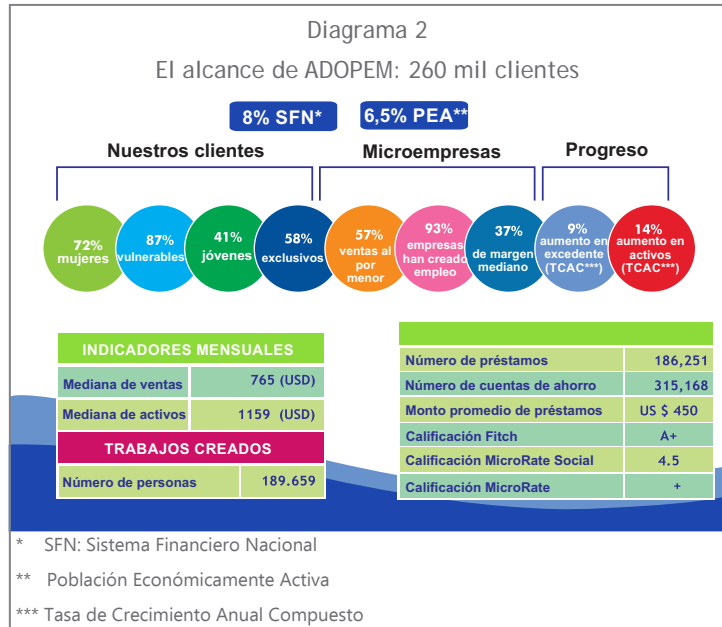 Diagrama 2
El alcance de ADOPEM: 260 mil clientes
8% SFN*
6,5% PEA**
Nuestros clientes
Microempresas
Progreso
72%
mujeres
87%
vulnerables
41%
jóvenes
58%
exclusivos
57%
ventas al
por
menor
93%
empresas
han creado
empleo
37%
de margen
mediano
9%
aumento en
excedente
(TCAC***)
14%
aumento en
activos
(TCAC***)
INDICADORES MENSUALES
Mediana de ventas 765 (USD)
Mediana de activos 1159 (USD)
TRABAJOS CREADOS
Número de personas 189.659
Número de préstamos 186,251
Número de cuentas de ahorro 315,168
Monto promedio de préstamos US $ 450
Calificación Fitch A+
Calificación MicroRate Social 4.5
Calificación MicroRate +
* SFN: Sistema Financiero Nacional
** Población Económicamente Activa
*** Tasa de Crecimiento Anual Compuesto